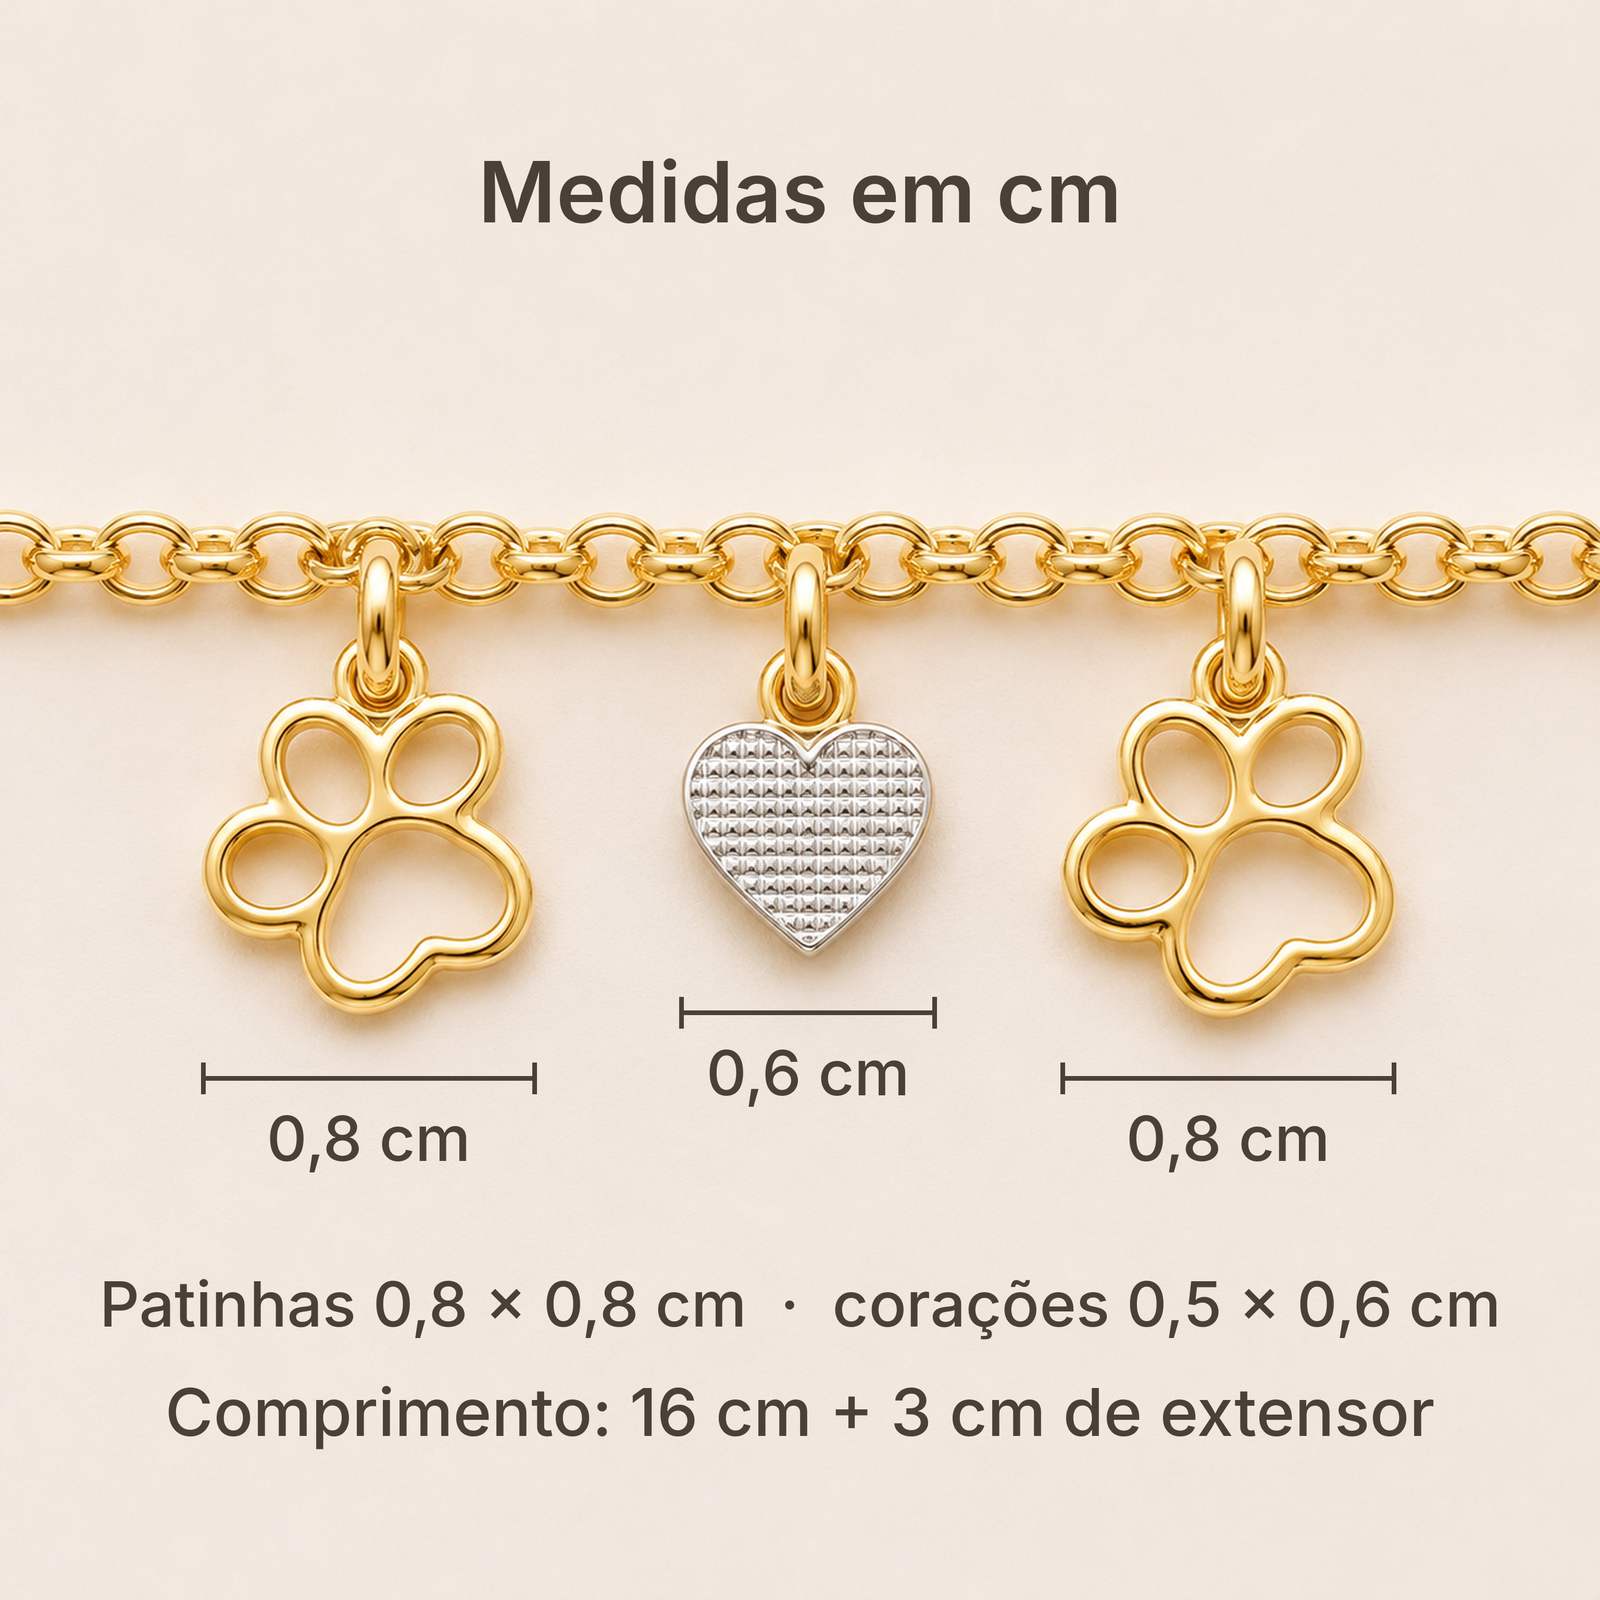 Medidas em cm
0,6 cm
0,8 cm
0,8 cm
Patinhas 0,8 × 0,8 cm · corações 0,5 × 0,6 cm
Comprimento: 16 cm + 3 cm de extensor